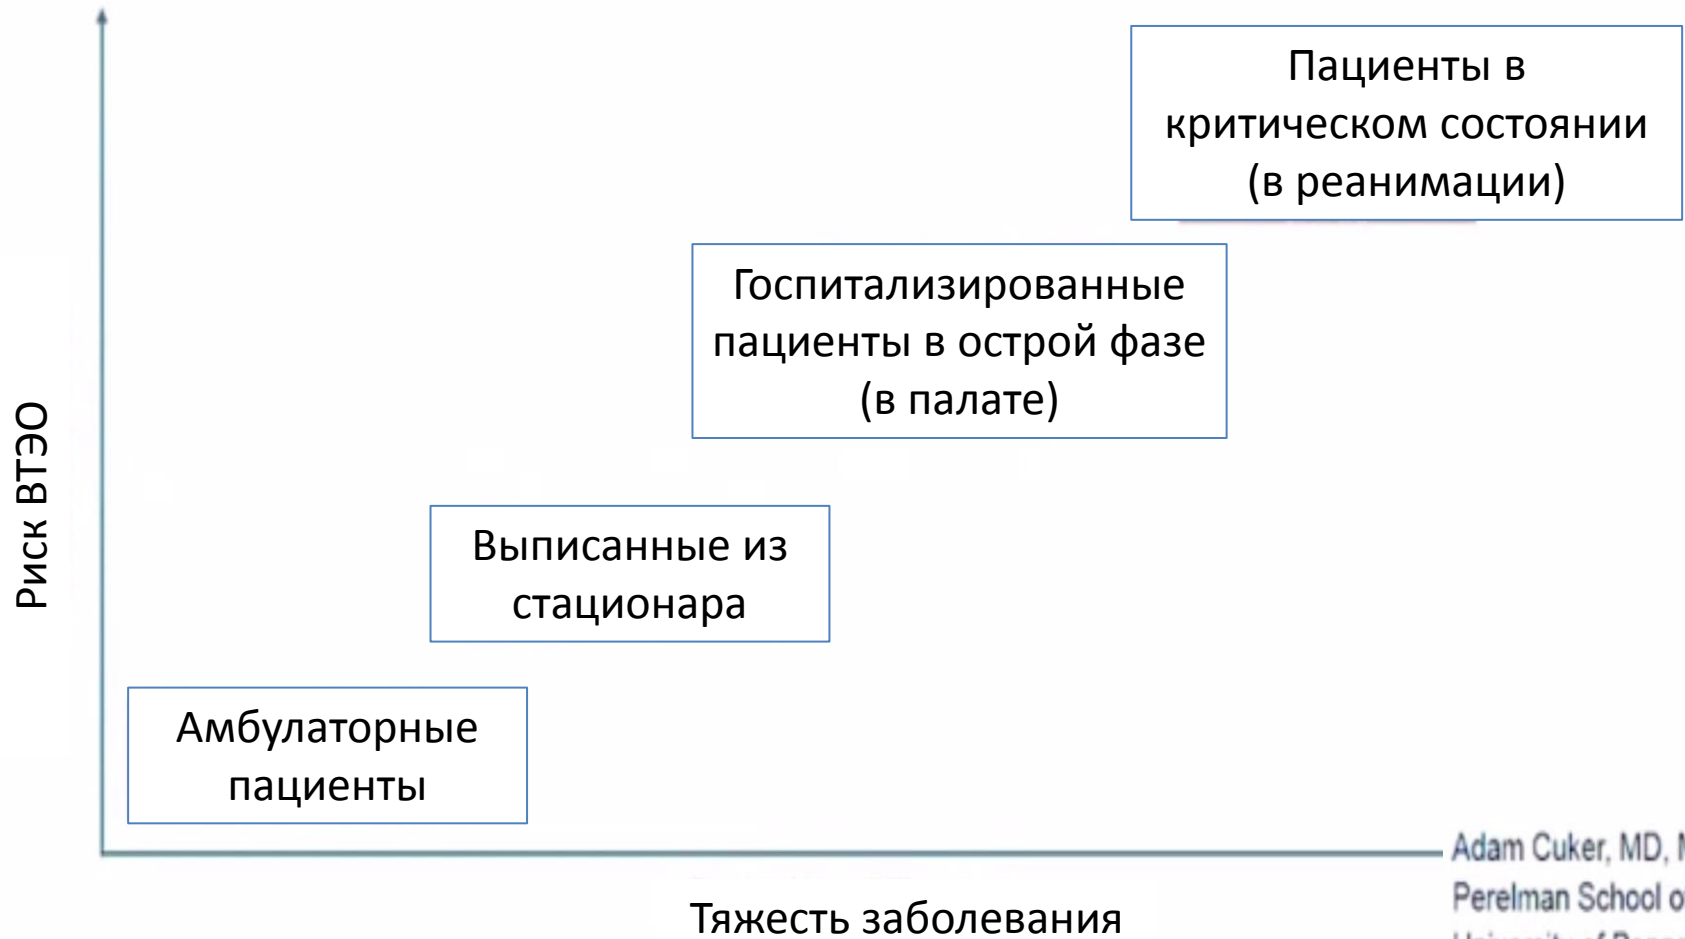 Пациенты в
критическом состоянии
(в реанимации)
Госпитализированные
пациенты в острой фазе
(в палате)
Риск ВТЭО
Выписанные из
стационара
Амбулаторные
пациенты
Тяжесть заболевания
Adam Cuker, MD,
Perelman School